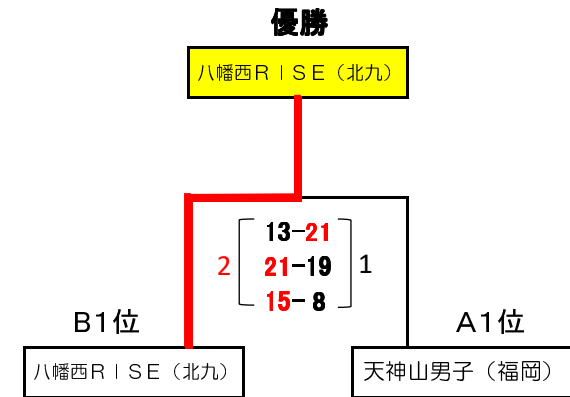 優勝
八幡西RISE（北九）
13-21
2 21-19 1
15-8
B1位
A1位
八幡西RISE（北九）
天神山男子（福岡）